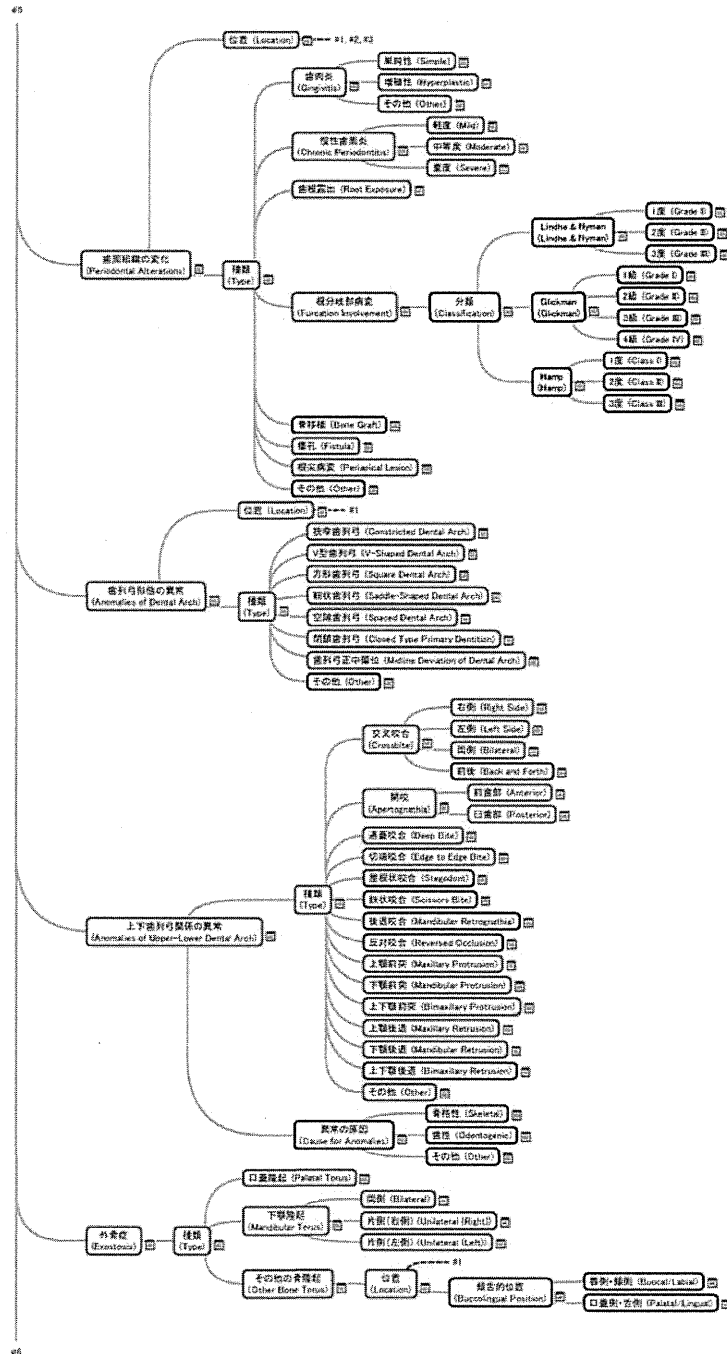 #5
位置 (Location)
#1, #2, #3
歯周組織の変化
(Periodontal Alterations)
種類
(Type)
歯肉炎
(Gingivitis)
単純性 (Simple)
増殖性 (Hyperplastic)
その他 (Other)
慢性歯周炎
(Chronic Periodontitis)
軽度 (Mild)
中等度 (Moderate)
重度 (Severe)
歯根露出 (Root Exposure)
根分岐部病変
(Furcation Involvement)
分類
(Classification)
Lindhe & Nyman
(Lindhe & Nyman)
1度 (Grade I)
2度 (Grade II)
3度 (Grade III)
Glickman
(Glickman)
1級 (Grade I)
2級 (Grade II)
3級 (Grade III)
4級 (Grade IV)
Hamp
(Hamp)
1度 (Class I)
2度 (Class II)
3度 (Class III)
骨移植 (Bone Graft)
瘻孔 (Fistula)
根尖病変 (Periapical Lesion)
その他 (Other)
歯列弓形態の異常
(Anomalies of Dental Arch)
位置 (Location)
#1
種類
(Type)
狭窄歯列弓 (Constricted Dental Arch)
V型歯列弓 (V-Shaped Dental Arch)
方形歯列弓 (Square Dental Arch)
鞍状歯列弓 (Saddle-Shaped Dental Arch)
空隙歯列弓 (Spaced Dental Arch)
閉鎖歯列弓 (Closed Type Primary Dentition)
歯列弓正中偏位 (Midline Deviation of Dental Arch)
その他 (Other)
上下歯列弓関係の異常
(Anomalies of Upper-Lower Dental Arch)
種類
(Type)
交叉咬合
(Crossbite)
右側 (Right Side)
左側 (Left Side)
両側 (Bilateral)
前後 (Back and Forth)
開咬
(Apertognathia)
前歯部 (Anterior)
臼歯部 (Posterior)
過蓋咬合 (Deep Bite)
切端咬合 (Edge to Edge Bite)
屋根状咬合 (Stegodont)
鋏状咬合 (Scissors Bite)
後退咬合 (Mandibular Retrognathia)
反対咬合 (Reversed Occlusion)
上顎前突 (Maxillary Protrusion)
下顎前突 (Mandibular Protrusion)
上下顎前突 (Bimaxillary Protrusion)
上顎後退 (Maxillary Retrusion)
下顎後退 (Mandibular Retrusion)
上下顎後退 (Bimaxillary Retrusion)
その他 (Other)
異常の原因
(Cause for Anomalies)
骨格性 (Skeletal)
歯性 (Odontogenic)
その他 (Other)
外骨症
(Exostosis)
種類
(Type)
口蓋隆起 (Palatal Torus)
下顎隆起
(Mandibular Torus)
両側 (Bilateral)
片側(右側) (Unilateral (Right))
片側(左側) (Unilateral (Left))
その他の骨隆起
(Other Bone Torus)
位置
(Location)
#1
頬舌的位置
(Buccolingual Position)
唇側・頬側 (Buccal/Labial)
口蓋側・舌側 (Palatal/Lingual)
#6